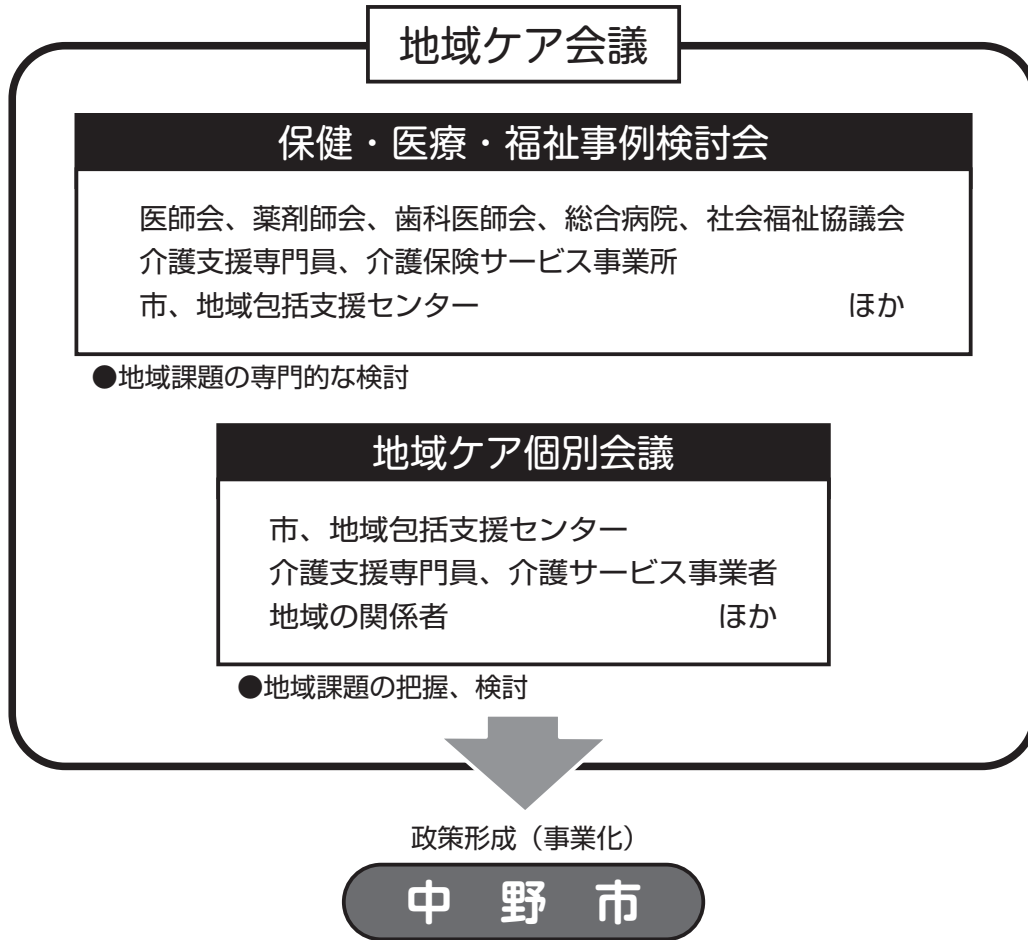 地域ケア会議
保健・医療・福祉事例検討会
医師会、薬剤師会、歯科医師会、総合病院、社会福祉協議会
介護支援専門員、介護保険サービス事業所
市、地域包括支援センター　ほか
●地域課題の専門的な検討
地域ケア個別会議
市、地域包括支援センター
介護支援専門員、介護サービス事業者
地域の関係者　ほか
●地域課題の把握、検討
政策形成（事業化）
中野市